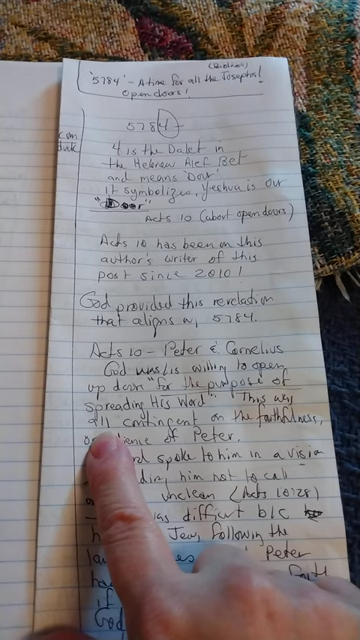 (
'5784' - A time for all the Josephs!
Open doors!
5784
4 is the Dalet in
the Hebrew Alef Bet
and means 'Door'
it symbolizes, Yeshua is our
"Door"
Acts 10 (about open doors)
Acts 10 has been on this
author's writer of this
post since 2010!
God provided this revelation
that aligns w/ 5784.
Acts 10 - Peter & Cornelius
God was willing to open
up doors "for the purpose of
spreading His Word". This was
all contingent on the faithfulness,
of Peter.
spoke to him in a vision
him not to call
unclean (Acts 10:28)
was difficult b/c
Jew, following the
Peter
God